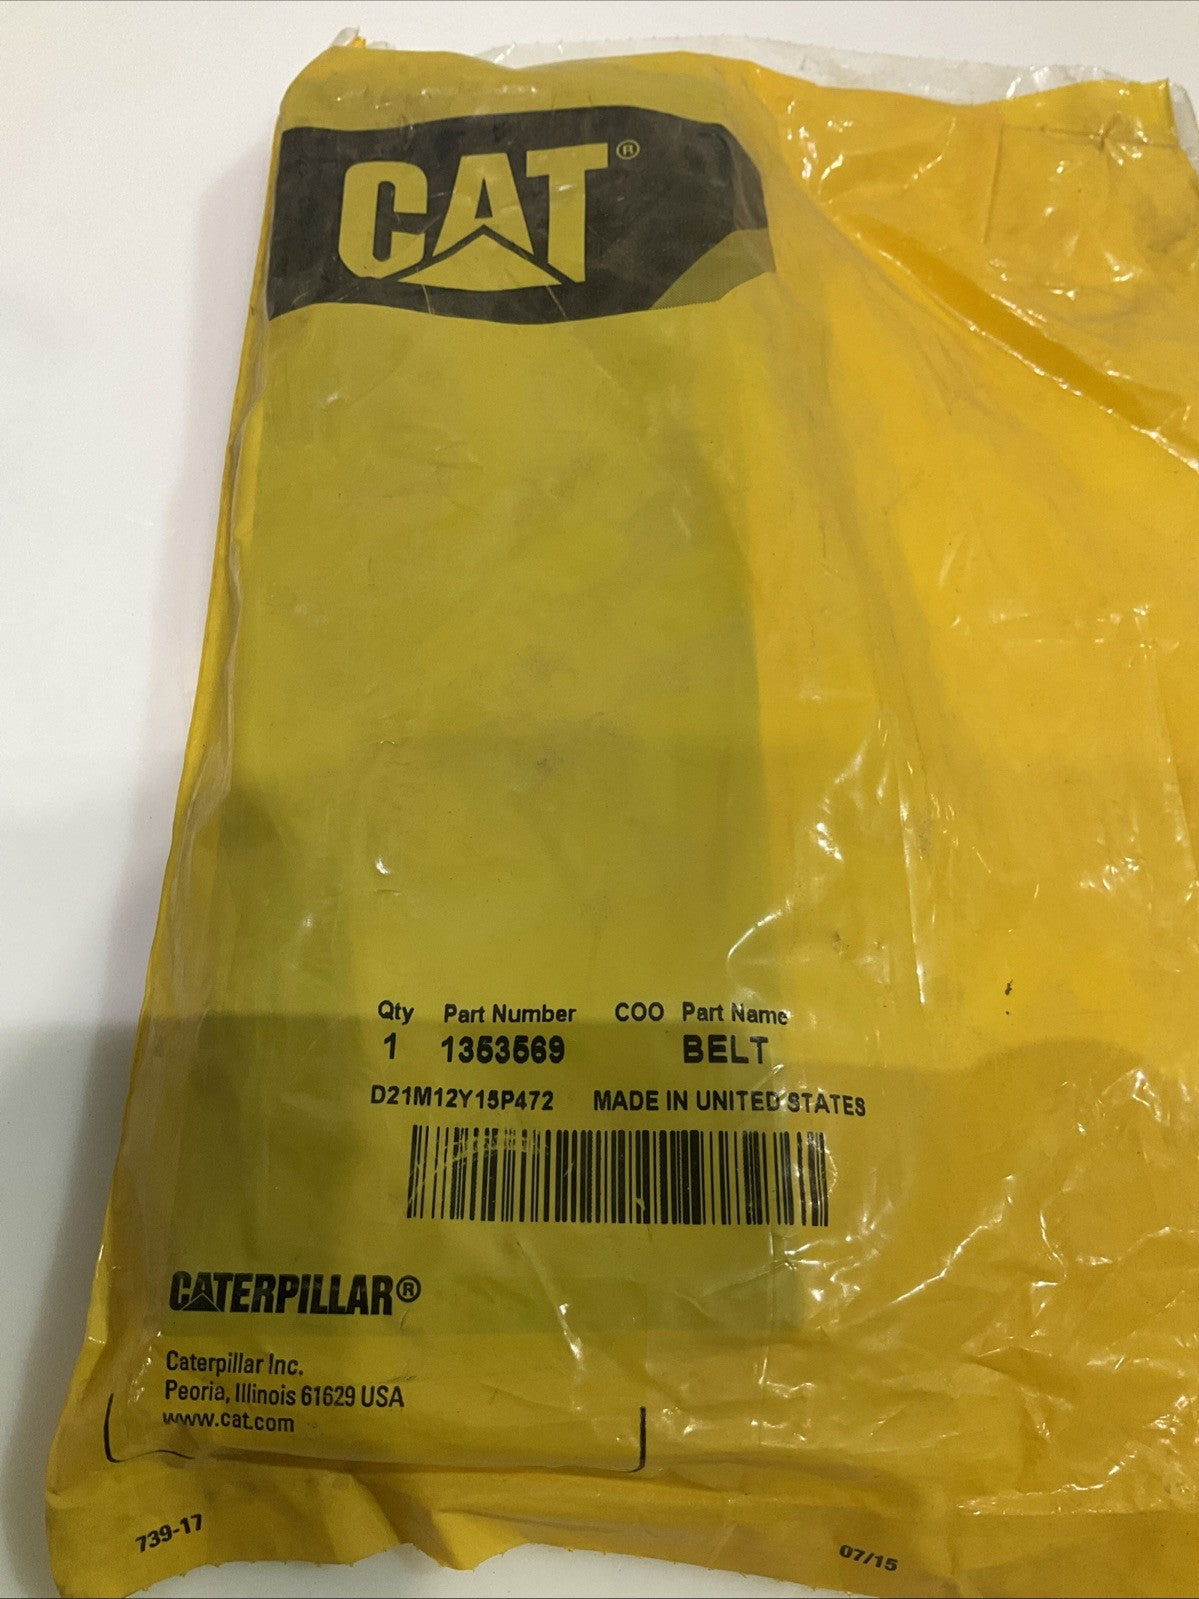 CAT®
Qty Part Number COO Part Name
1 1353569 BELT
D21M12Y15P472 MADE IN UNITED STATES
CATERPILLAR®
Caterpillar Inc.
Peoria, Illinois 61629 USA
www.cat.com
739-17
07/15